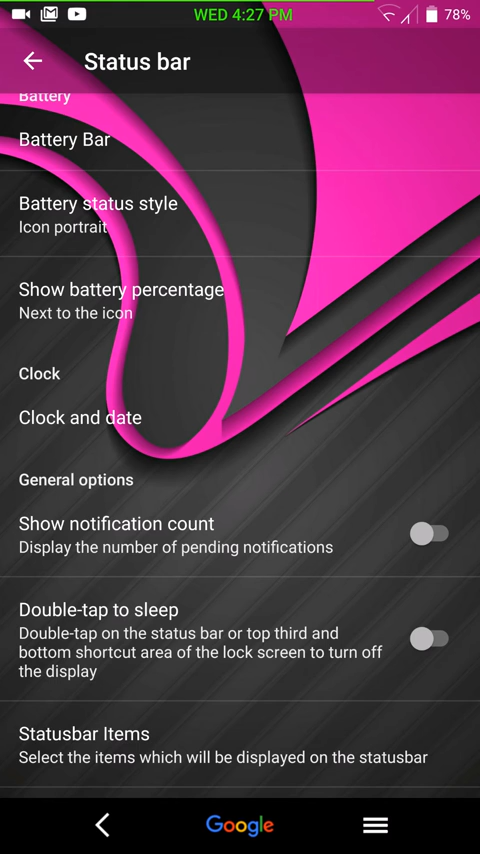 WED 4:27 PM
78%
Status bar
Battery
Battery Bar
Battery status style
Icon portrait
Show battery percentage
Next to the icon
Clock
Clock and date
General options
Show notification count
Display the number of pending notifications
Double-tap to sleep
Double-tap on the status bar or top third and
bottom shortcut area of the lock screen to turn off
the display
Statusbar Items
Select the items which will be displayed on the statusbar
Google